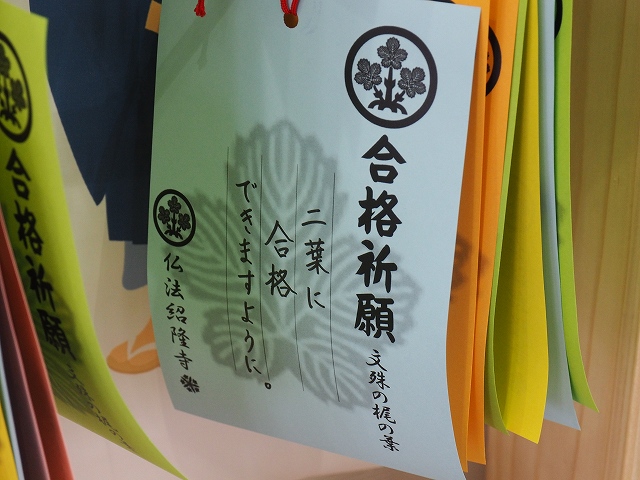 合格祈願
文殊の梶の葉
二葉に
合格
できますように。
仏法紹隆寺
合格祈願